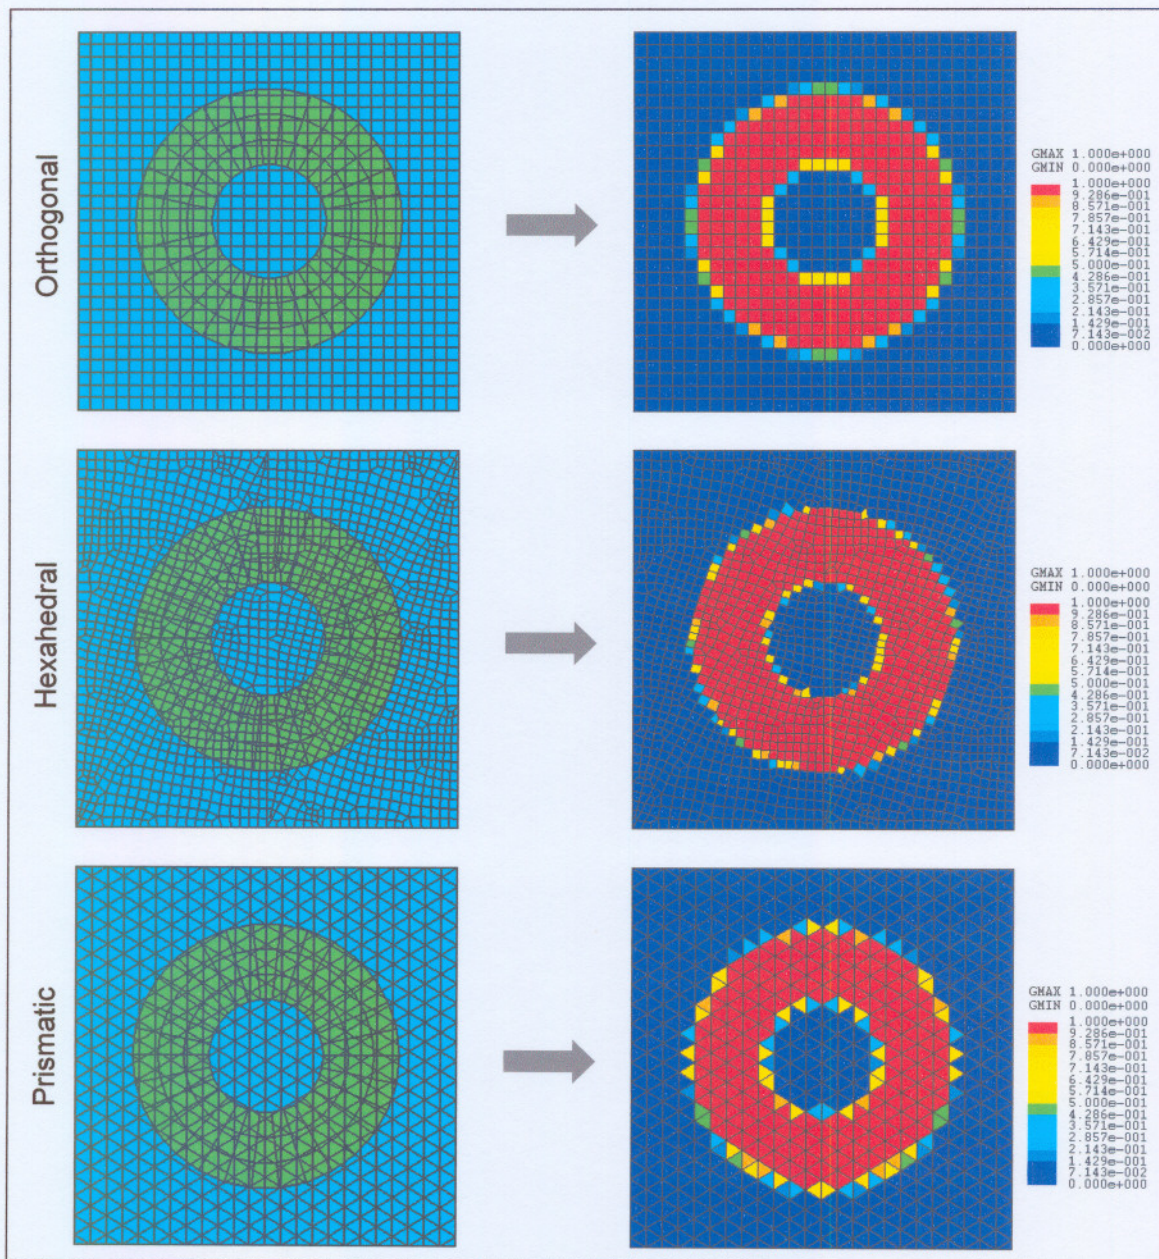 Orthogonal
GMAX 1.000e+000
GMIN 0.000e+000
1.000e+000
9.286e-001
8.571e-001
7.857e-001
7.143e-001
6.429e-001
5.714e-001
5.000e-001
4.286e-001
3.571e-001
2.857e-001
2.143e-001
1.429e-001
7.143e-002
0.000e+000
Hexahedral
GMAX 1.000e+000
GMIN 0.000e+000
1.000e+000
9.286e-001
8.571e-001
7.857e-001
7.143e-001
6.429e-001
5.714e-001
5.000e-001
4.286e-001
3.571e-001
2.857e-001
2.143e-001
1.429e-001
7.143e-002
0.000e+000
Prismatic
GMAX 1.000e+000
GMIN 0.000e+000
1.000e+000
9.286e-001
8.571e-001
7.857e-001
7.143e-001
6.429e-001
5.714e-001
5.000e-001
4.286e-001
3.571e-001
2.857e-001
2.143e-001
1.429e-001
7.143e-002
0.000e+000